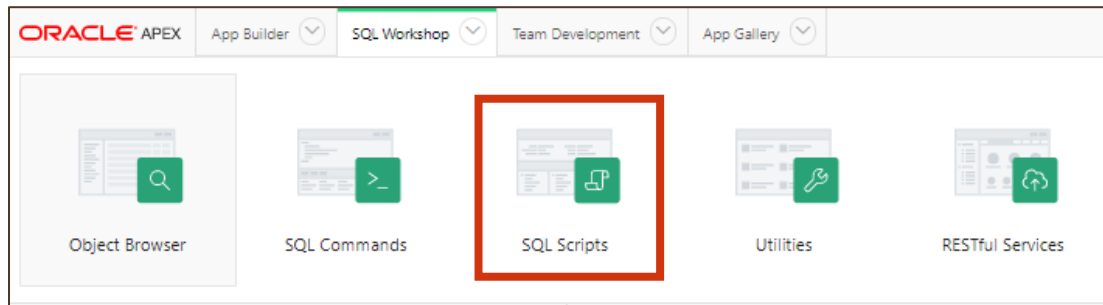 ORACLE APEX App Builder SQL Workshop Team Development App Gallery
>_
Object Browser SQL Commands SQL Scripts Utilities RESTful Services